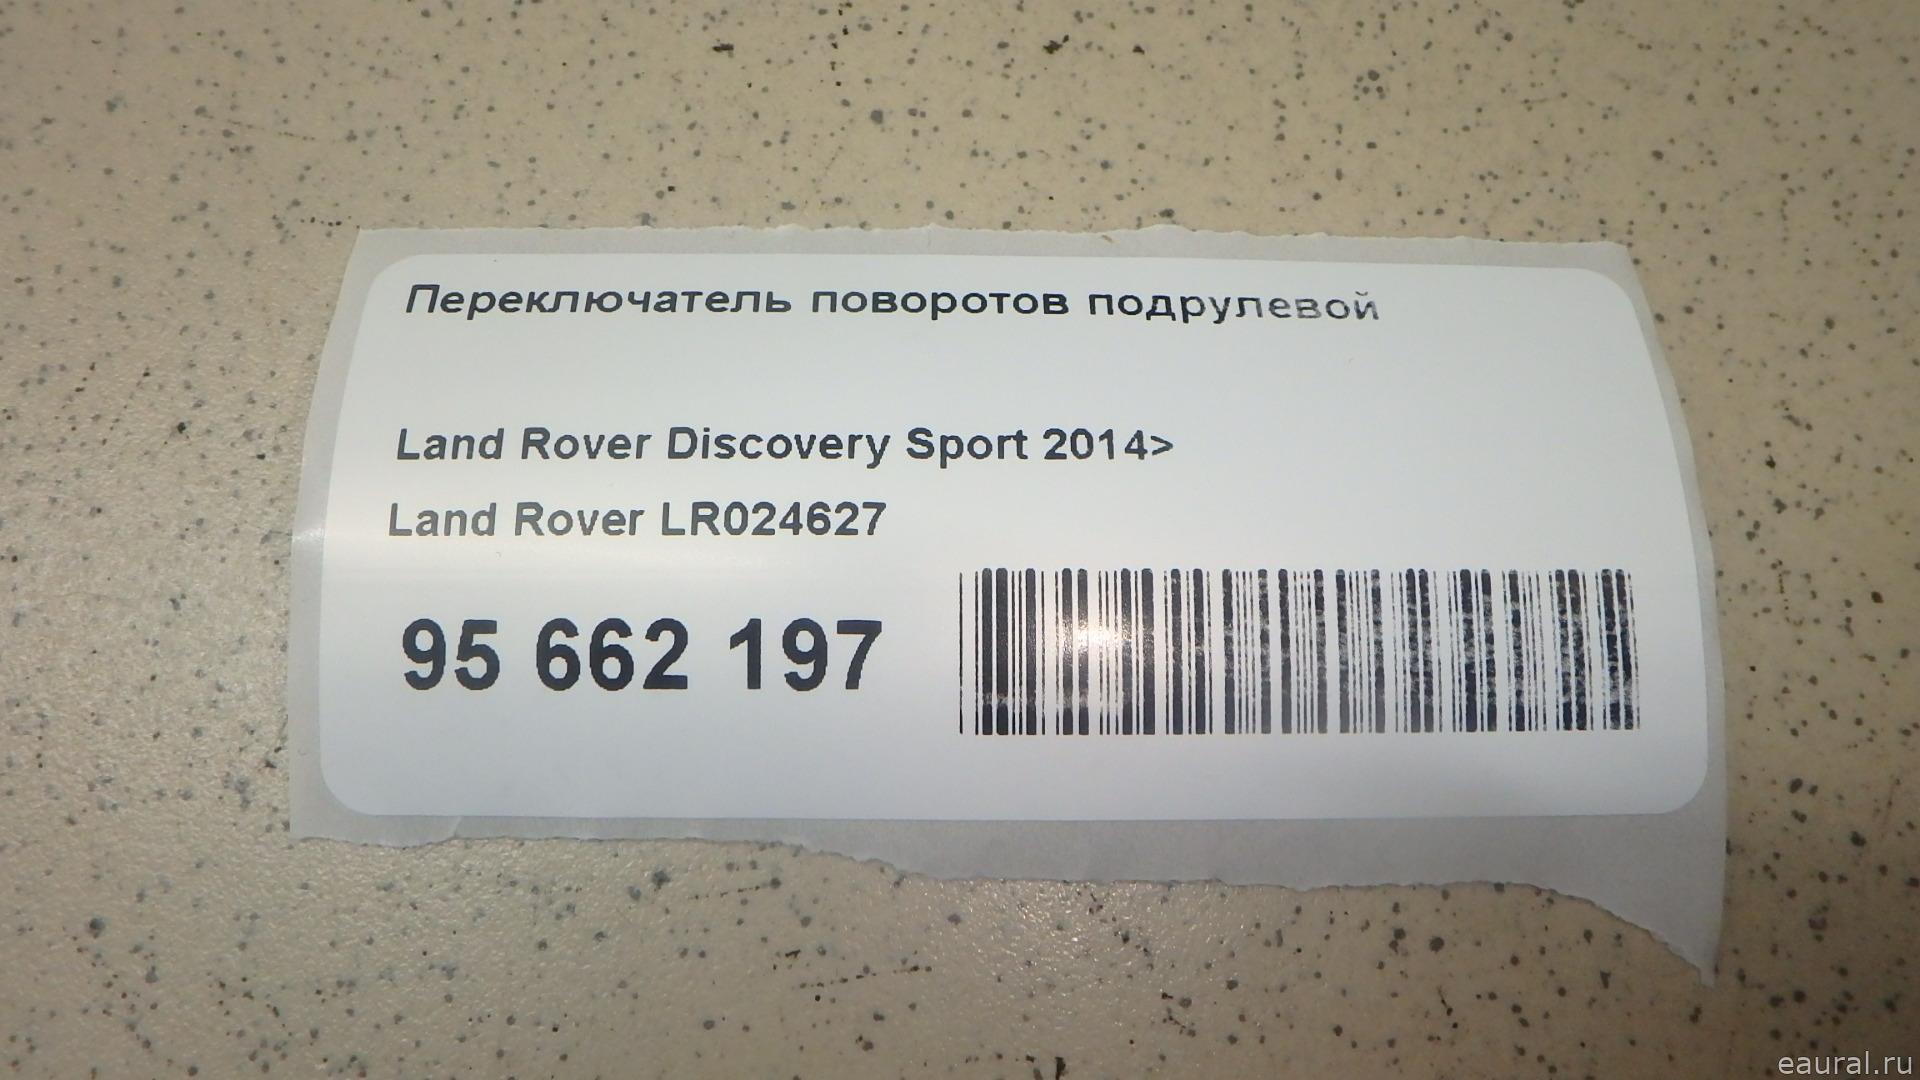 Переключатель поворотов подрулевой
Land Rover Discovery Sport 2014>
Land Rover LR024627
95 662 197
eaural.ru